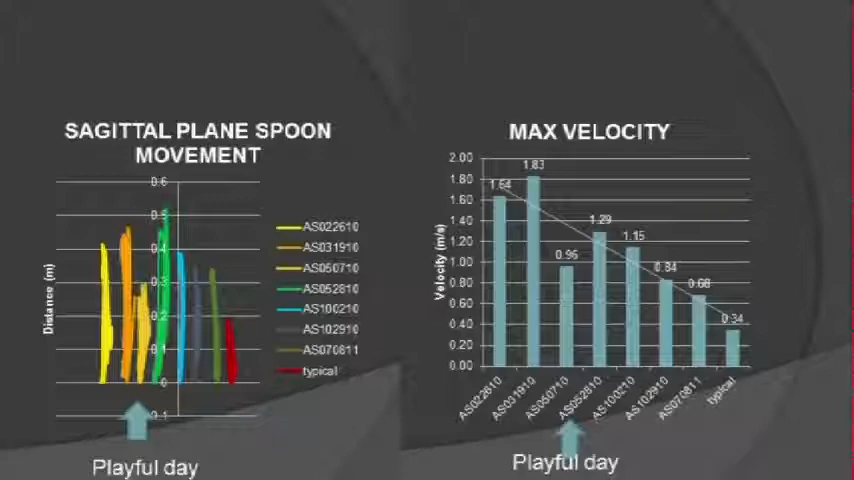 SAGITTAL PLANE SPOON
MOVEMENT
0.6
0.5
0.4
0.3
0.2
0.1
0
-0.1
Distance (m)
AS022610
AS031910
AS050710
AS052810
AS100210
AS102910
AS070811
typical
Playful day
MAX VELOCITY
2.00
1.80
1.60
1.40
1.20
1.00
0.80
0.60
0.40
0.20
0.00
Velocity (m/s)
1.64
1.83
0.96
1.29
1.15
0.84
0.68
0.34
AS022610
AS031910
AS050710
AS052810
AS100210
AS102910
AS070811
typical
Playful day